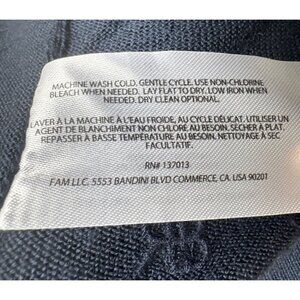 MACHINE WASH COLD. GENTLE CYCLE. USE NON-CHLORINE
BLEACH WHEN NEEDED. LAY FLAT TO DRY. LOW IRON WHEN
NEEDED. DRY CLEAN OPTIONAL.
LAVER À LA MACHINE À L'EAU FROIDE, AU CYCLE DÉLICAT. UTILISER UN
AGENT DE BLANCHIMENT NON CHLORÉ AU BESOIN. SÉCHER À PLAT.
REPASSER À BASSE TEMPÉRATURE AU BESOIN. NETTOYAGE À SEC
FACULTATIF.
RN# 137013
FAM LLC. 5553 BANDINI BLVD COMMERCE, CA. USA 90201